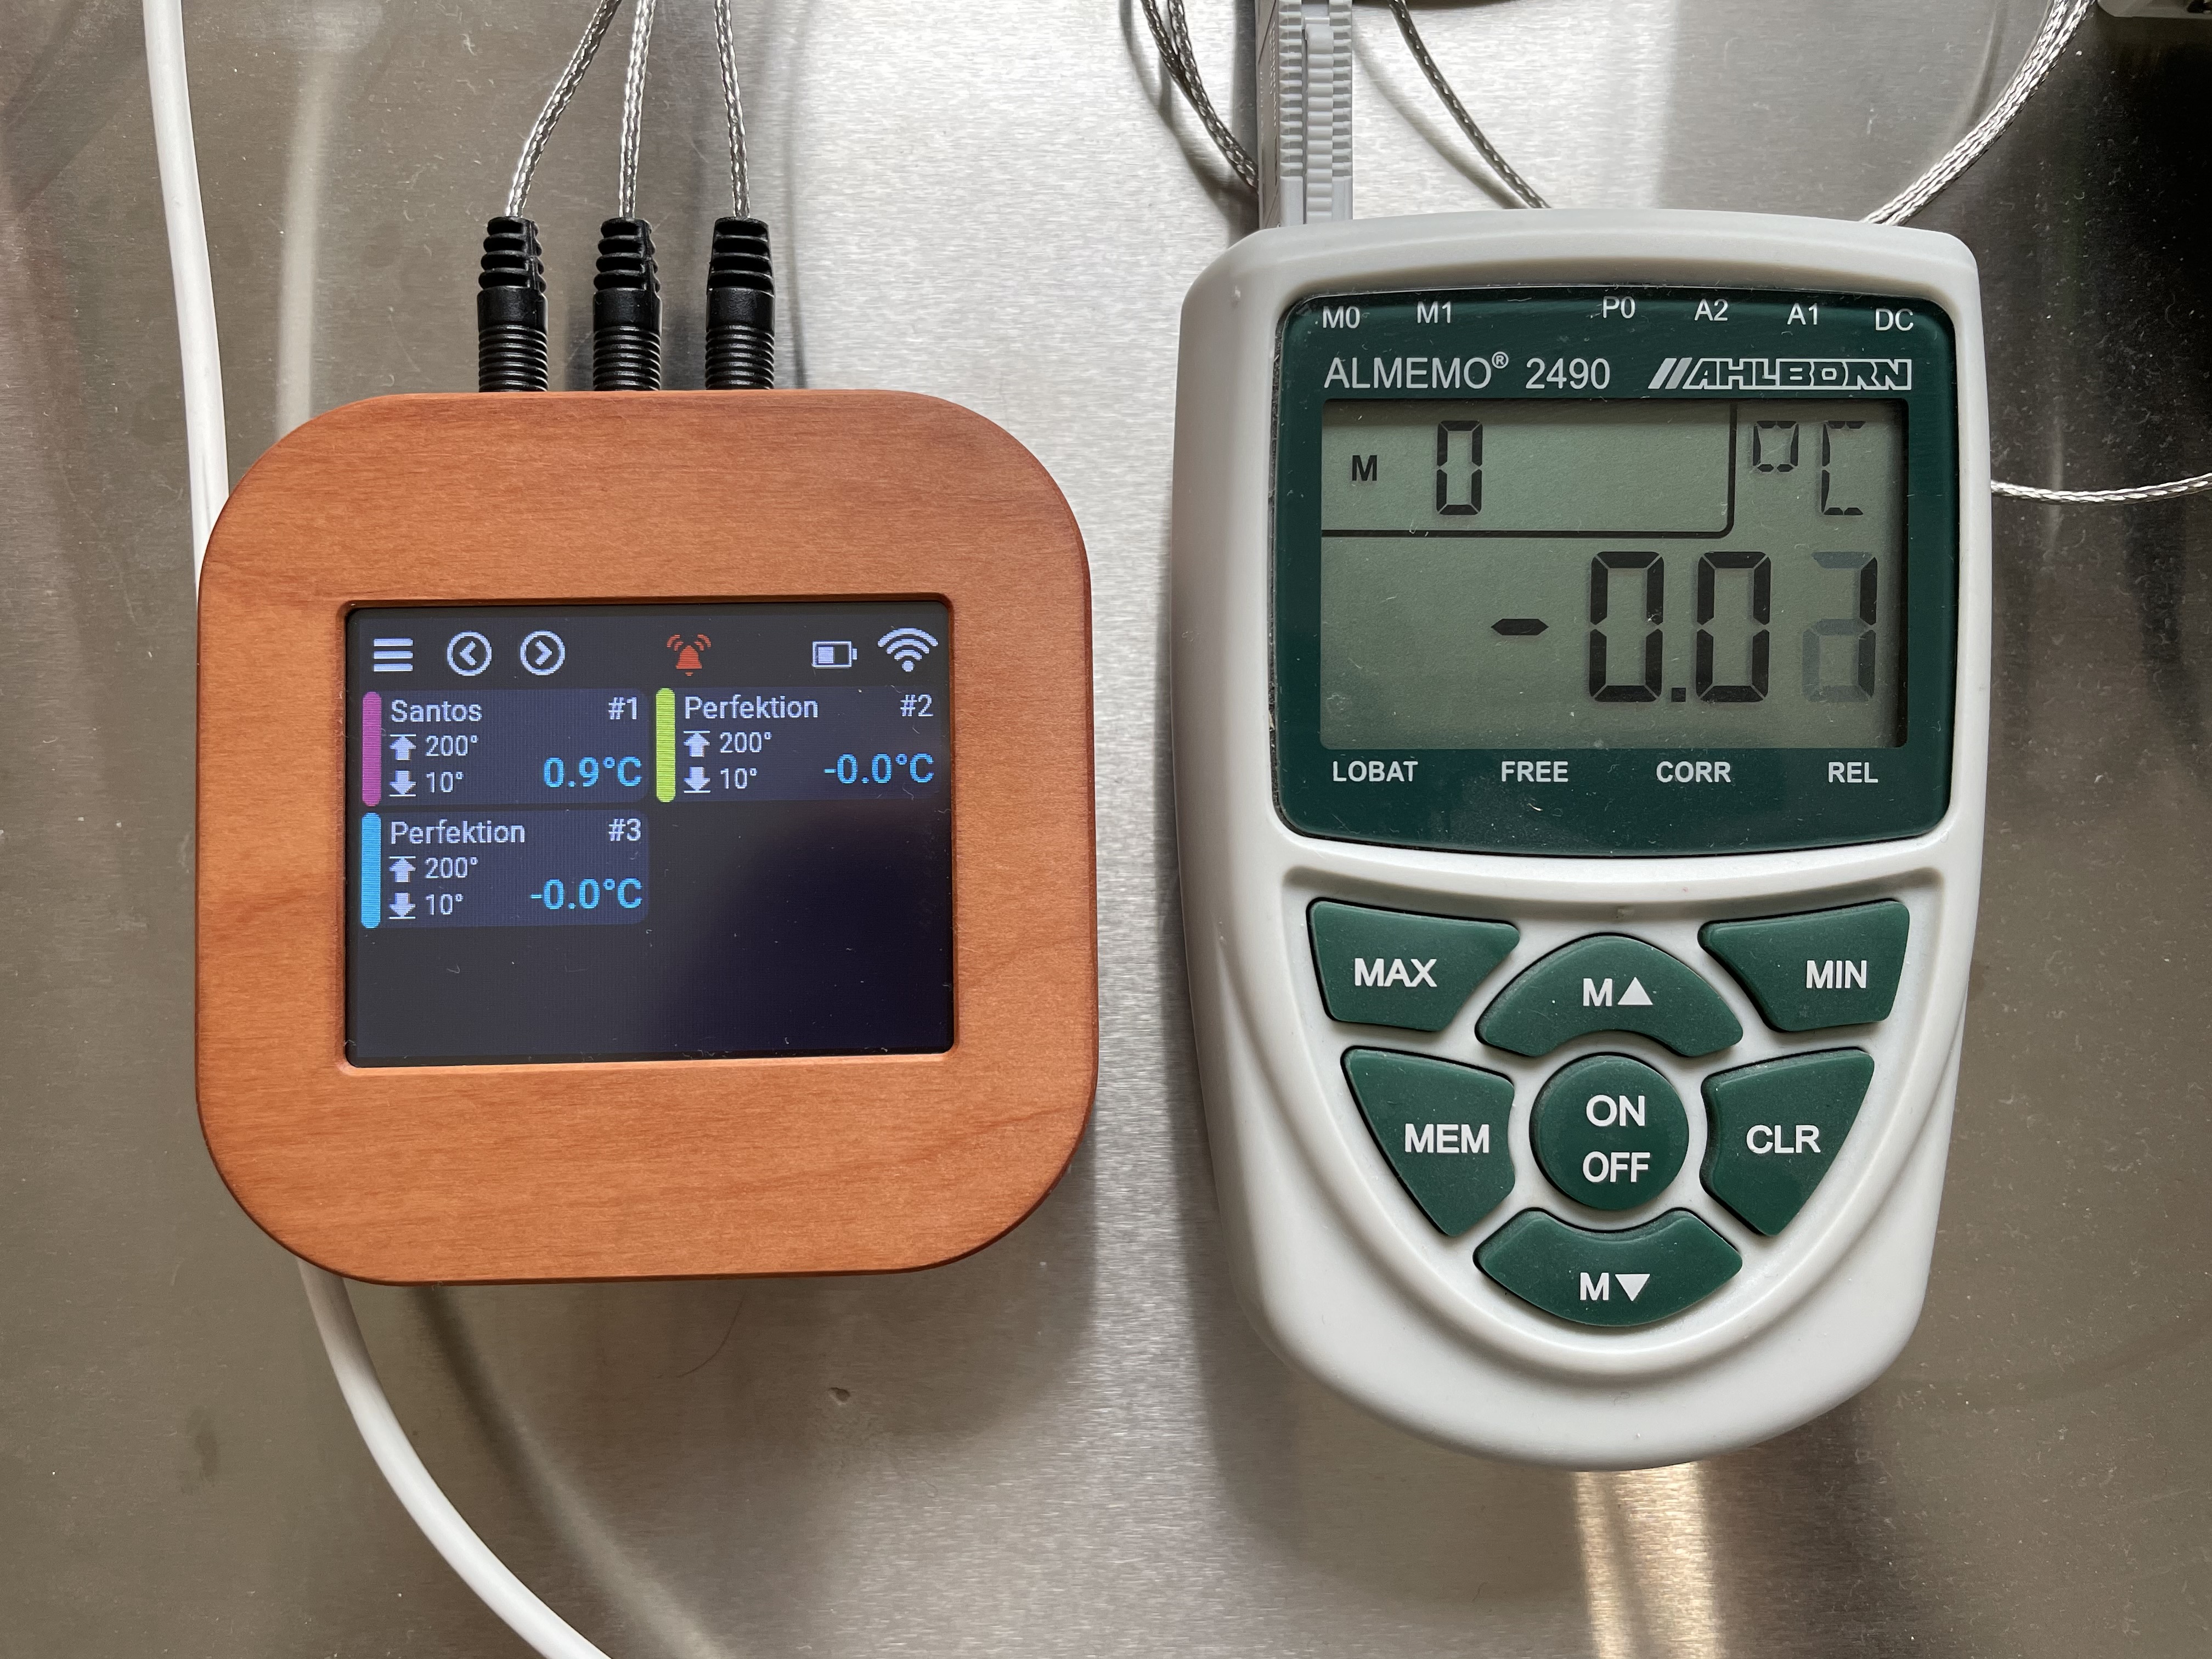 Santos #1
200°
10° 0.9°C
Perfektion #2
200°
10° -0.0°C
Perfektion #3
200°
10° -0.0°C
M0 M1 P0 A2 A1 DC
ALMEMO® 2490 AHLBORN
M 0 °C
LOBAT FREE CORR REL
MAX M▲ MIN
MEM ON OFF CLR
M▼